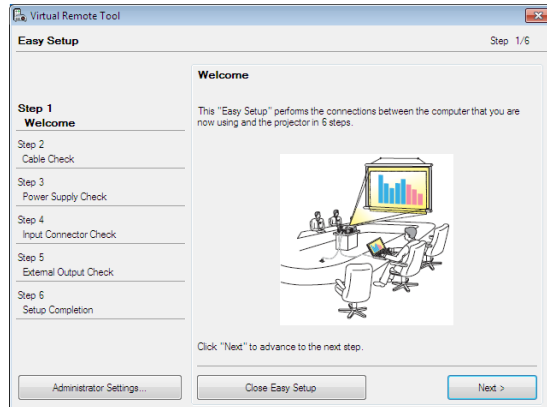 Virtual Remote Tool
Easy Setup
Step 1/6
Step 1
Welcome
Step 2
Cable Check
Step 3
Power Supply Check
Step 4
Input Connector Check
Step 5
External Output Check
Step 6
Setup Completion
Welcome
This "Easy Setup" performs the connections between the computer that you are
now using and the projector in 6 steps.
Click "Next" to advance to the next step.
Administrator Settings...
Close Easy Setup
Next >